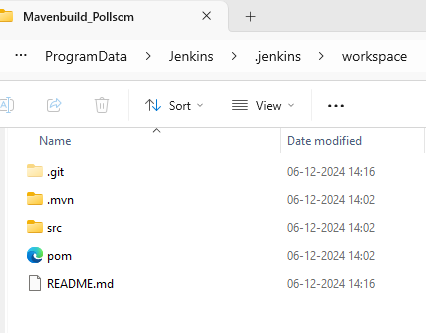 Mavenbuild_Pollscm
ProgramData > Jenkins > .jenkins > workspace
Sort View
Name Date modified
.git 06-12-2024 14:16
.mvn 06-12-2024 14:02
src 06-12-2024 14:02
pom 06-12-2024 14:02
README.md 06-12-2024 14:16